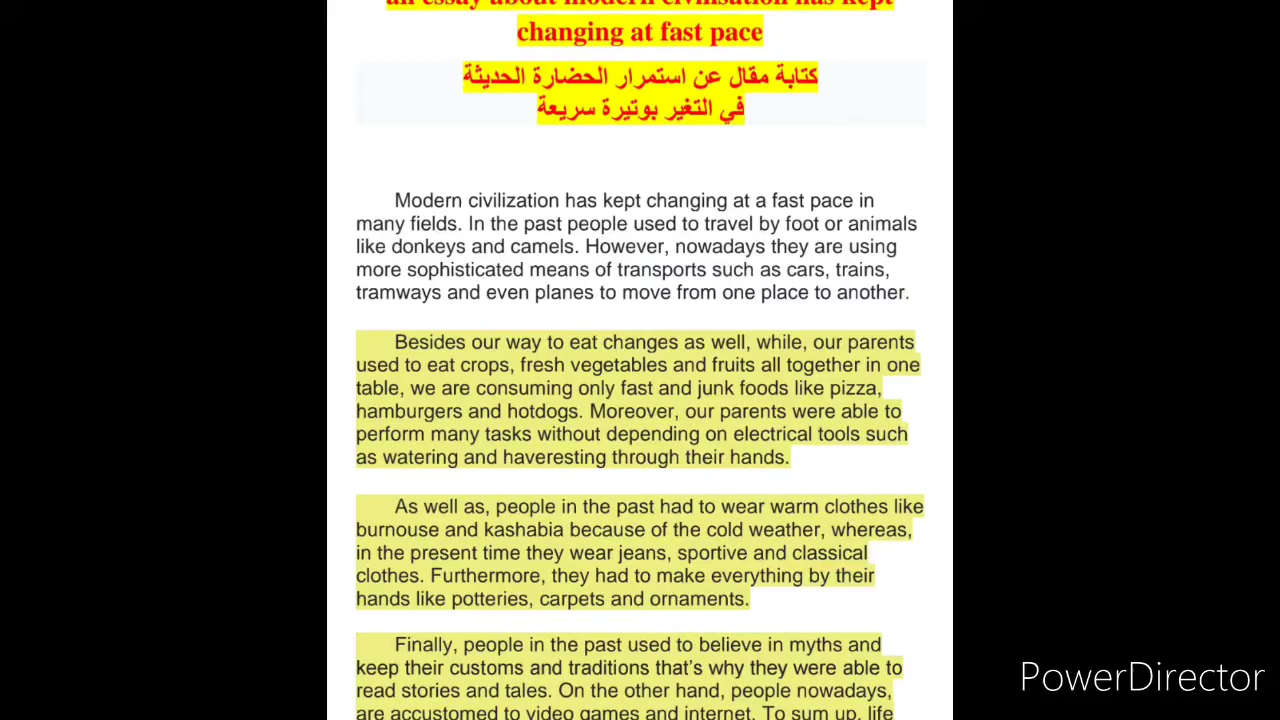 an essay about modern civilisation has kept
changing at fast pace
كتابة مقال عن استمرار الحضارة الحديثة
في التغير بوتيرة سريعة
Modern civilization has kept changing at a fast pace in
many fields. In the past people used to travel by foot or animals
like donkeys and camels. However, nowadays they are using
more sophisticated means of transports such as cars, trains,
tramways and even planes to move from one place to another.
Besides our way to eat changes as well, while, our parents
used to eat crops, fresh vegetables and fruits all together in one
table, we are consuming only fast and junk foods like pizza,
hamburgers and hotdogs. Moreover, our parents were able to
perform many tasks without depending on electrical tools such
as watering and haveresting through their hands.
As well as, people in the past had to wear warm clothes like
burnouse and kashabia because of the cold weather, whereas,
in the present time they wear jeans, sportive and classical
clothes. Furthermore, they had to make everything by their
hands like potteries, carpets and ornaments.
Finally, people in the past used to believe in myths and
keep their customs and traditions that's why they were able to
read stories and tales. On the other hand, people nowadays,
are accustomed to video games and internet. To sum up, life
PowerDirector